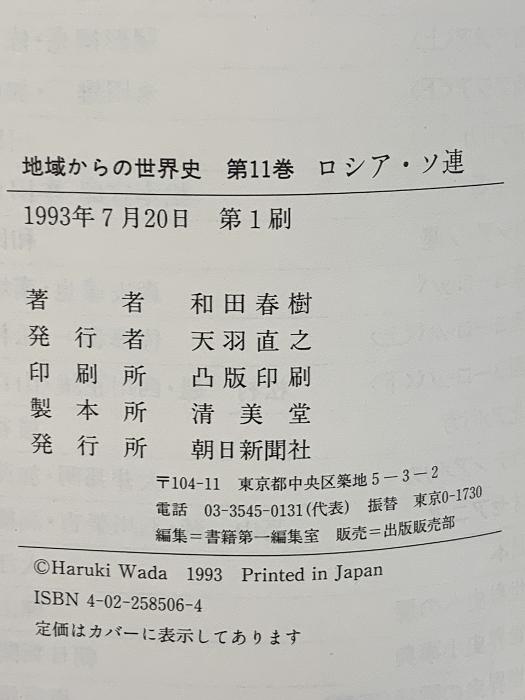 地域からの世界史　第11巻　ロシア・ソ連
1993年7月20日　第1刷
著者　和田春樹
発行者　天羽直之
印刷所　凸版印刷
製本所　清美堂
発行所　朝日新聞社
〒104-11　東京都中央区築地5－3－2
電話　03-3545-0131(代表)　振替　東京0-1730
編集＝書籍第一編集室　販売＝出版販売部
©Haruki Wada　1993　Printed in Japan
ISBN 4-02-258506-4
定価はカバーに表示してあります